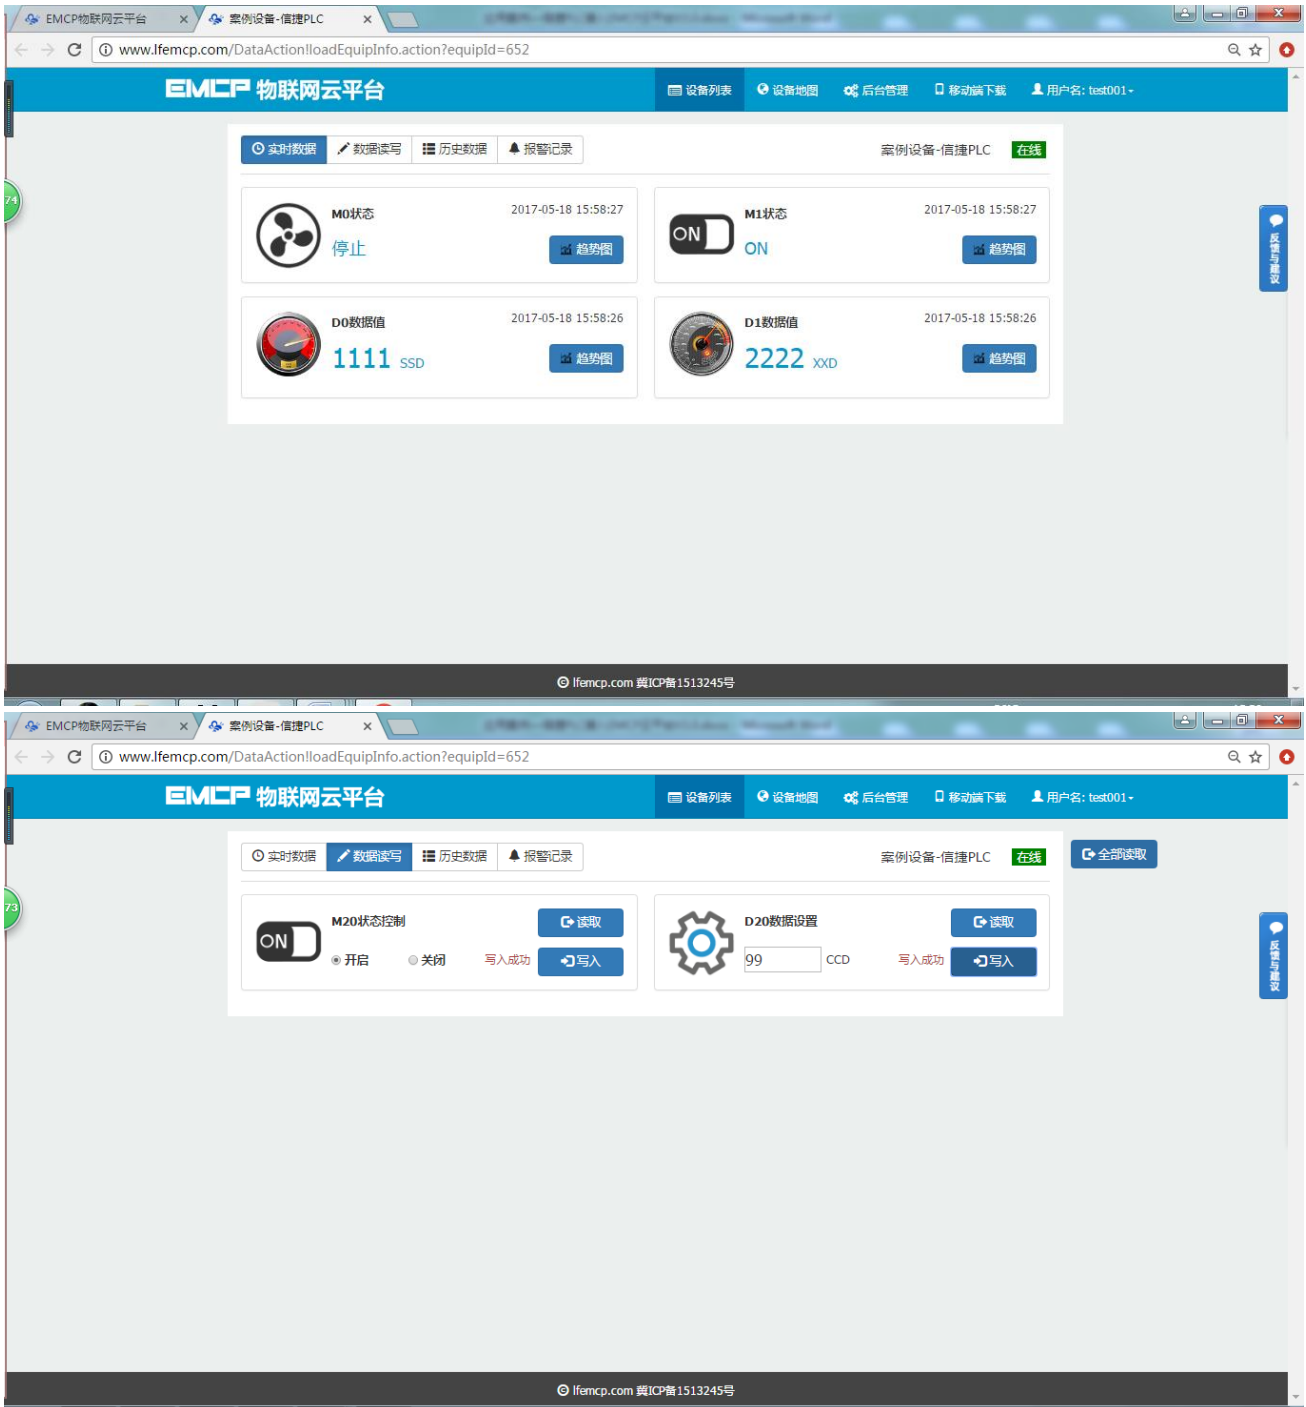 EMCP物联网云平台
案例设备-信捷PLC
www.lfemcp.com/DataAction!loadEquipInfo.action?equipId=652
EMCP 物联网云平台
设备列表
设备地图
后台管理
移动端下载
用户名: test001
实时数据
数据读写
历史数据
报警记录
案例设备-信捷PLC
在线
74
M0状态
2017-05-18 15:58:27
停止
趋势图
ON
M1状态
2017-05-18 15:58:27
ON
趋势图
反馈与建议
D0数据值
2017-05-18 15:58:26
1111 SSD
趋势图
D1数据值
2017-05-18 15:58:26
2222 XXD
趋势图
© lfemcp.com 冀ICP备1513245号
EMCP物联网云平台
案例设备-信捷PLC
www.lfemcp.com/DataAction!loadEquipInfo.action?equipId=652
EMCP 物联网云平台
设备列表
设备地图
后台管理
移动端下载
用户名: test001
实时数据
数据读写
历史数据
报警记录
案例设备-信捷PLC
在线
全部读取
73
ON
M20状态控制
读取
开启
关闭
写入成功
写入
D20数据设置
读取
99
CCD
写入成功
写入
反馈与建议
© lfemcp.com 冀ICP备1513245号